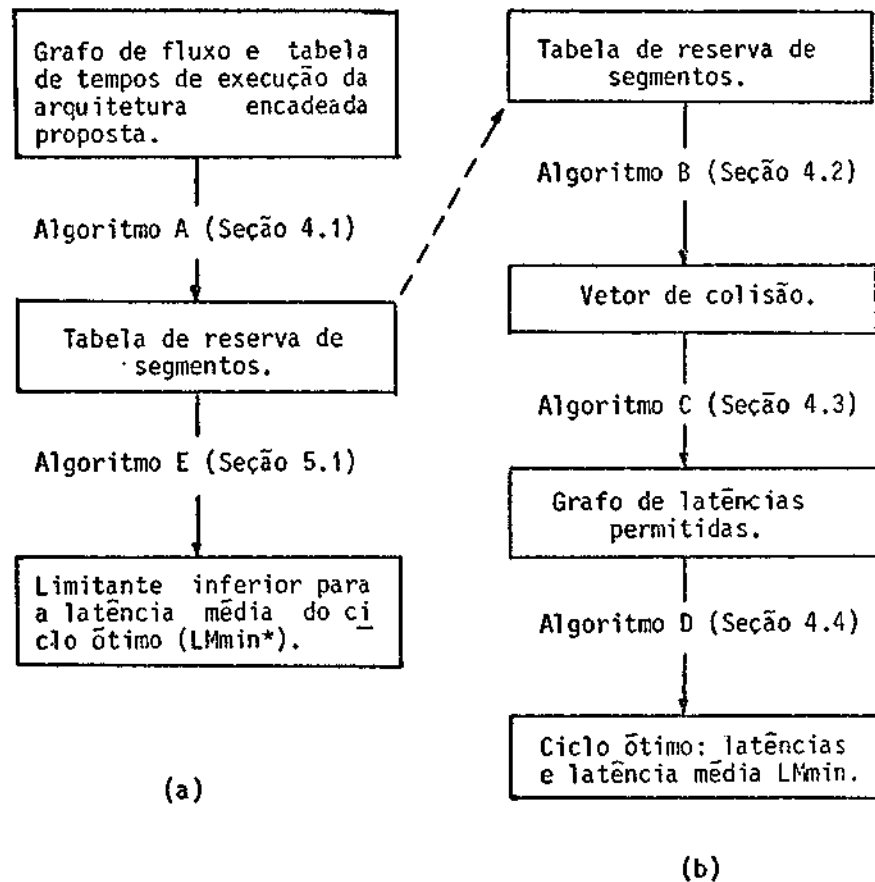 Grafo de fluxo e tabela
de tempos de execução da
arquitetura encadeada
proposta.
Algoritmo A (Seção 4.1)
Tabela de reserva de
segmentos.
Algoritmo E (Seção 5.1)
Limitante inferior para
a latência média do ci
clo ótimo (LMmin*).
(a)
Tabela de reserva de
segmentos.
Algoritmo B (Seção 4.2)
Vetor de colisão.
Algoritmo C (Seção 4.3)
Grafo de latências
permitidas.
Algoritmo D (Seção 4.4)
Ciclo ótimo: latências
e latência média LMmin.
(b)